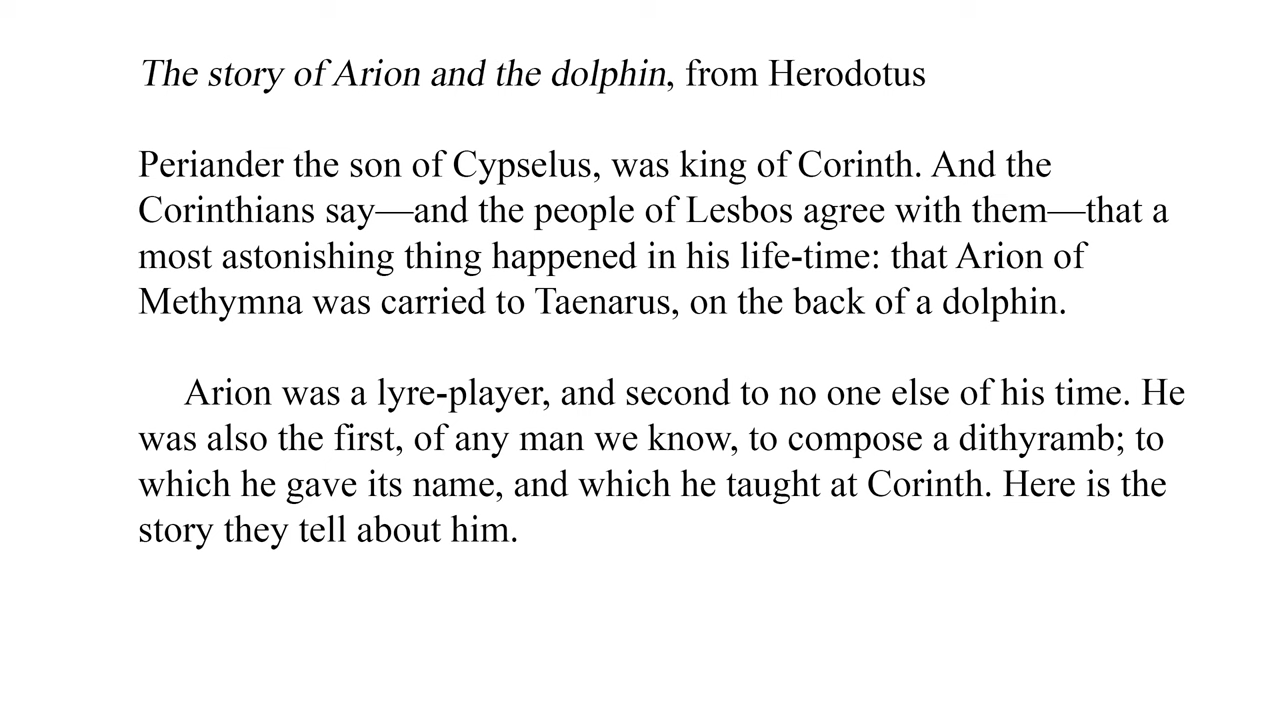 The story of Arion and the dolphin, from Herodotus
Periander the son of Cypselus, was king of Corinth. And the
Corinthians say—and the people of Lesbos agree with them—that a
most astonishing thing happened in his life-time: that Arion of
Methymna was carried to Taenarus, on the back of a dolphin.
Arion was a lyre-player, and second to no one else of his time. He
was also the first, of any man we know, to compose a dithyramb; to
which he gave its name, and which he taught at Corinth. Here is the
story they tell about him.